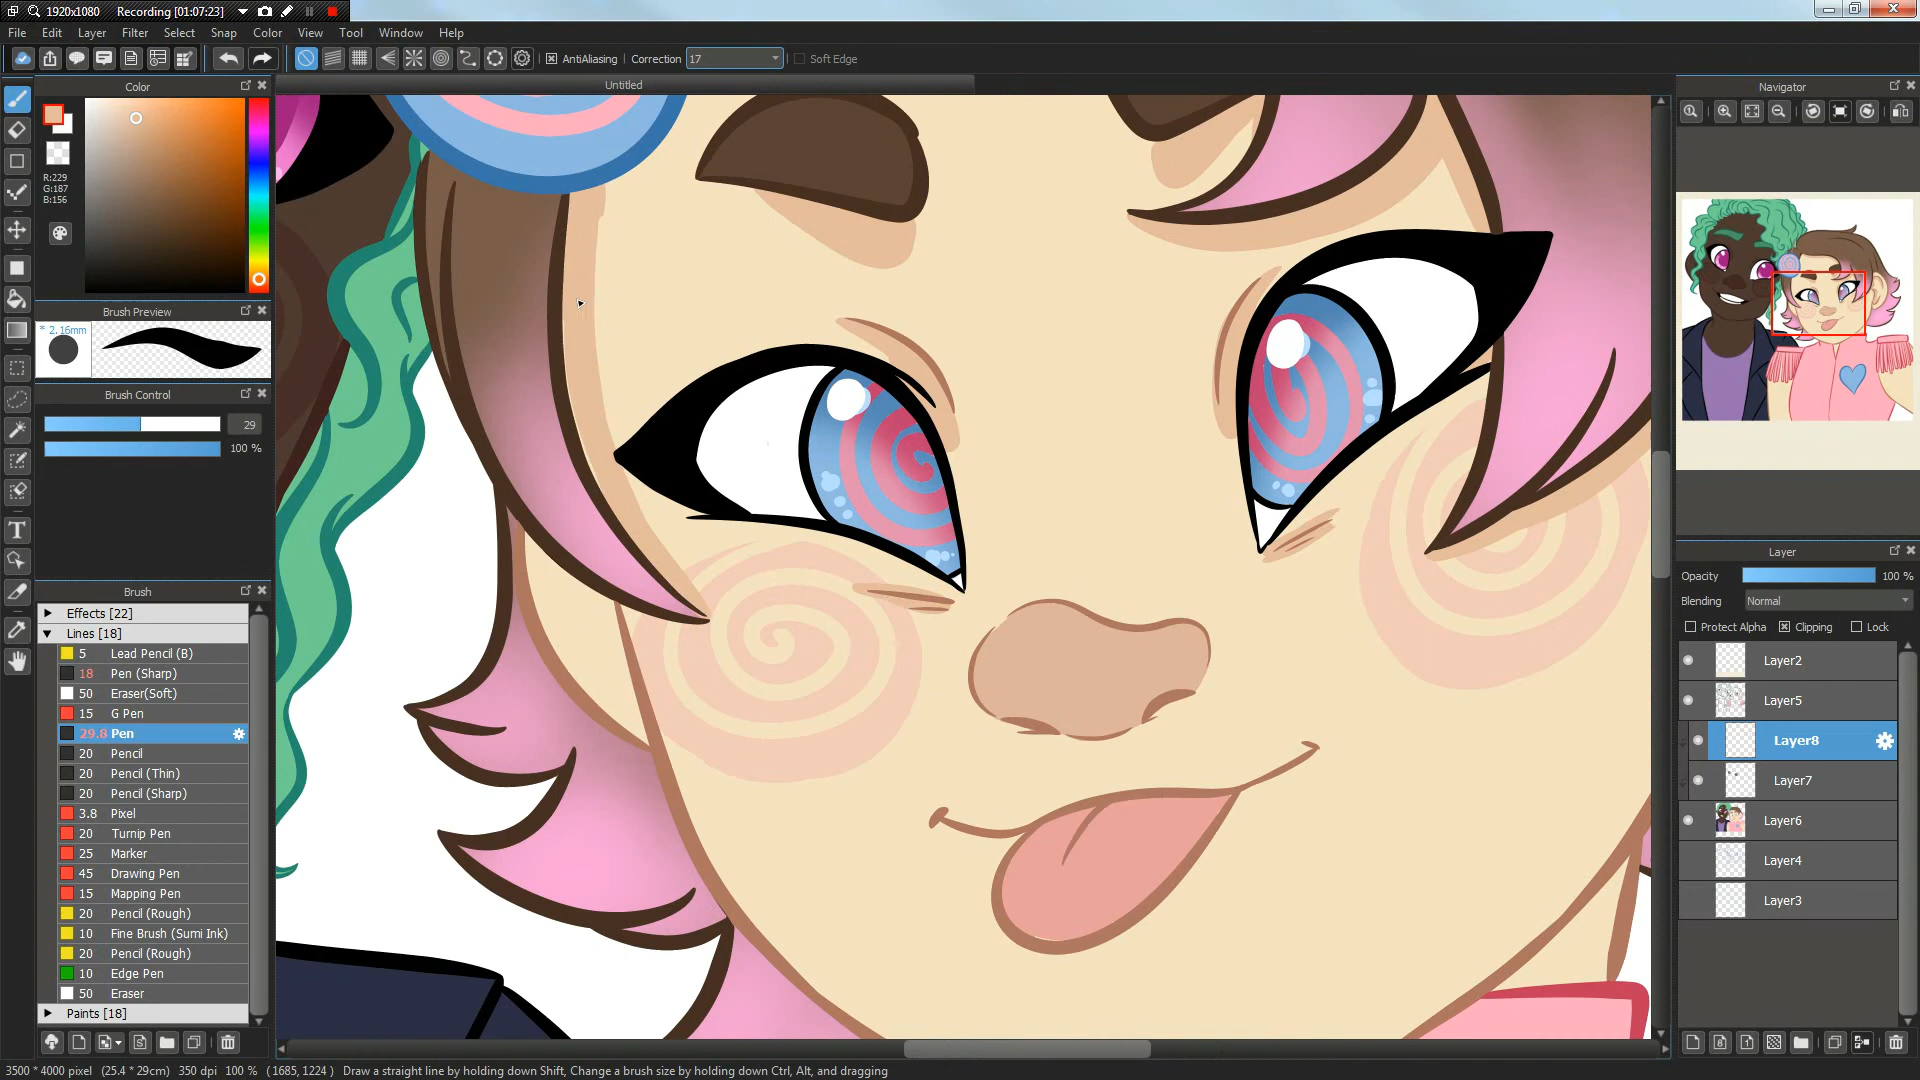 1920x1080 Recording [01:07:23]
File Edit Layer Filter Select Snap Color View Tool Window Help
AntiAliasing Correction 17 Soft Edge
Color
Untitled
Navigator
R:229
G:187
B:156
Brush Preview
* 2.16mm
Brush Control
29
100 %
Brush
Effects [22]
Lines [18]
5 Lead Pencil (B)
18 Pen (Sharp)
50 Eraser(Soft)
15 G Pen
29.8 Pen
20 Pencil
20 Pencil (Thin)
20 Pencil (Sharp)
3.8 Pixel
20 Turnip Pen
25 Marker
45 Drawing Pen
15 Mapping Pen
20 Pencil (Rough)
10 Fine Brush (Sumi Ink)
20 Pencil (Rough)
10 Edge Pen
50 Eraser
Paints [18]
Layer
Opacity 100 %
Blending Normal
Protect Alpha Clipping Lock
Layer2
Layer5
Layer8
Layer7
Layer6
Layer4
Layer3
3500 * 4000 pixel (25.4 * 29cm) 350 dpi 100 % ( 1685, 1224 ) Draw a straight line by holding down Shift, Change a brush size by holding down Ctrl, Alt, and dragging